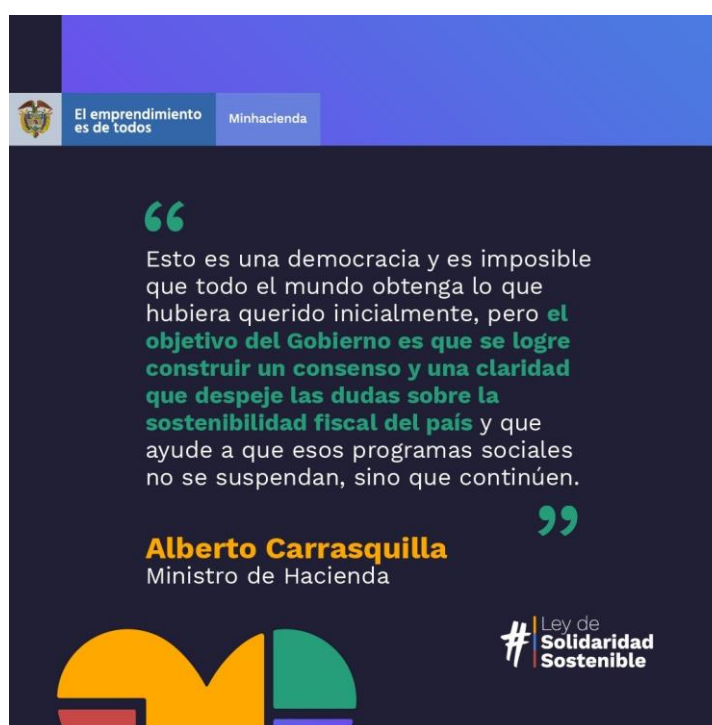 El emprendimiento
es de todos
Minhacienda
“
Esto es una democracia y es imposible
que todo el mundo obtenga lo que
hubiera querido inicialmente, pero el
objetivo del Gobierno es que se logre
construir un consenso y una claridad
que despeje las dudas sobre la
sostenibilidad fiscal del país y que
ayude a que esos programas sociales
no se suspendan, sino que continúen.
”
Alberto Carrasquilla
Ministro de Hacienda
# Ley de
Solidaridad
Sostenible